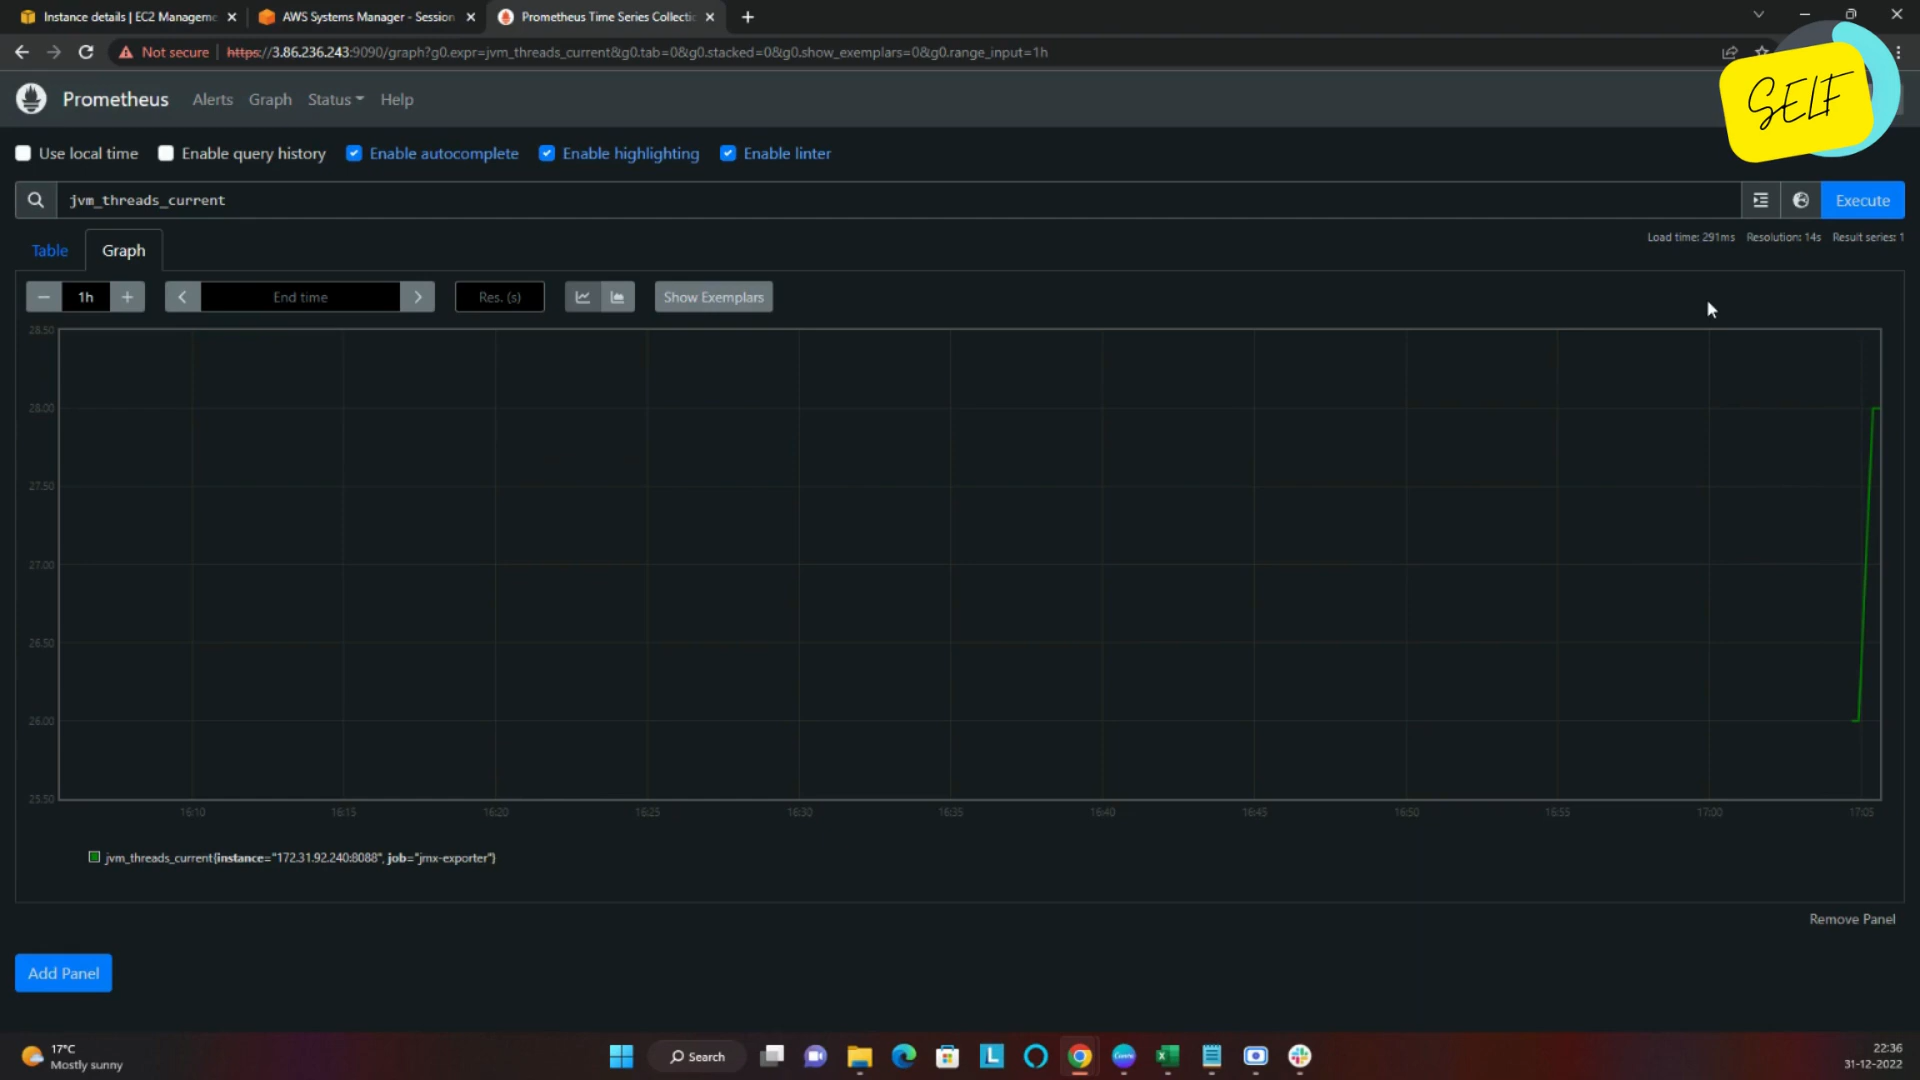 Instance details | EC2 Manageme
AWS Systems Manager - Session
Prometheus Time Series Collectic
Not secure
https://3.86.236.243:9090/graph?g0.expr=jvm_threads_current&g0.tab=0&g0.stacked=0&g0.show_exemplars=0&g0.range_input=1h
SELF
Prometheus Alerts Graph Status Help
Use local time Enable query history Enable autocomplete Enable highlighting Enable linter
jvm_threads_current
Execute
Load time: 291ms Resolution: 14s Result series: 1
Table Graph
1h End time Res. (s) Show Exemplars
28.50
28.00
27.50
27.00
26.50
26.00
25.50
16:10 16:15 16:20 16:25 16:30 16:35 16:40 16:45 16:50 16:55 17:00 17:05
jvm_threads_current{instance="172.31.92.240:8088", job="jmx-exporter"}
Remove Panel
Add Panel
17°C
Mostly sunny
Search
L
Canva
22:36
31-12-2022